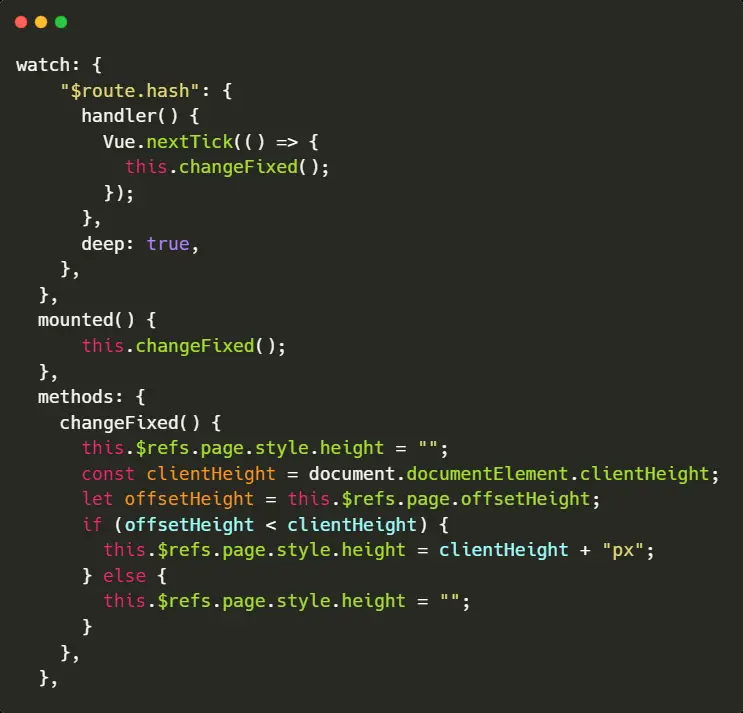 watch: {
    "$route.hash": {
      handler() {
        Vue.nextTick(() => {
          this.changeFixed();
        });
      },
      deep: true,
    },
  },
  mounted() {
      this.changeFixed();
  },
  methods: {
    changeFixed() {
      this.$refs.page.style.height = "";
      const clientHeight = document.documentElement.clientHeight;
      let offsetHeight = this.$refs.page.offsetHeight;
      if (offsetHeight < clientHeight) {
        this.$refs.page.style.height = clientHeight + "px";
      } else {
        this.$refs.page.style.height = "";
      }
    },
  },